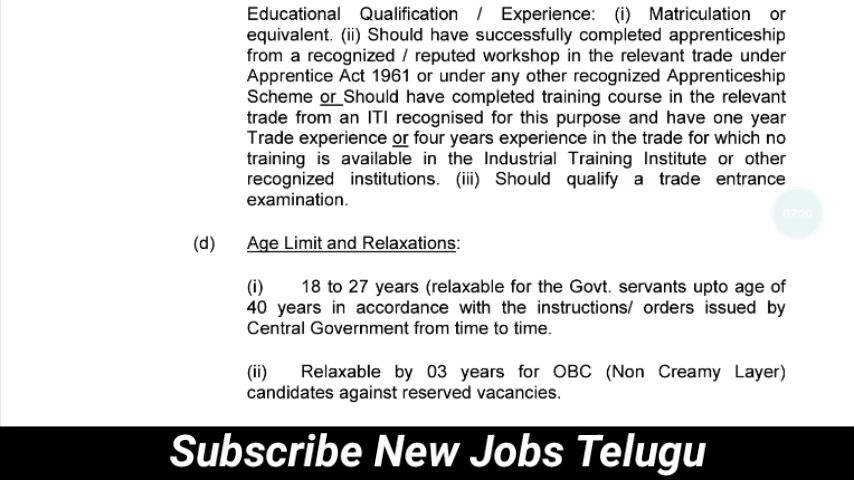 Educational Qualification / Experience: (i) Matriculation or
equivalent. (ii) Should have successfully completed apprenticeship
from a recognized / reputed workshop in the relevant trade under
Apprentice Act 1961 or under any other recognized Apprenticeship
Scheme or Should have completed training course in the relevant
trade from an ITI recognised for this purpose and have one year
Trade experience or four years experience in the trade for which no
training is available in the Industrial Training Institute or other
recognized institutions. (iii) Should qualify a trade entrance
examination.
(d) Age Limit and Relaxations:
(i) 18 to 27 years (relaxable for the Govt. servants upto age of
40 years in accordance with the instructions/ orders issued by
Central Government from time to time.
(ii) Relaxable by 03 years for OBC (Non Creamy Layer)
candidates against reserved vacancies.
Subscribe New Jobs Telugu